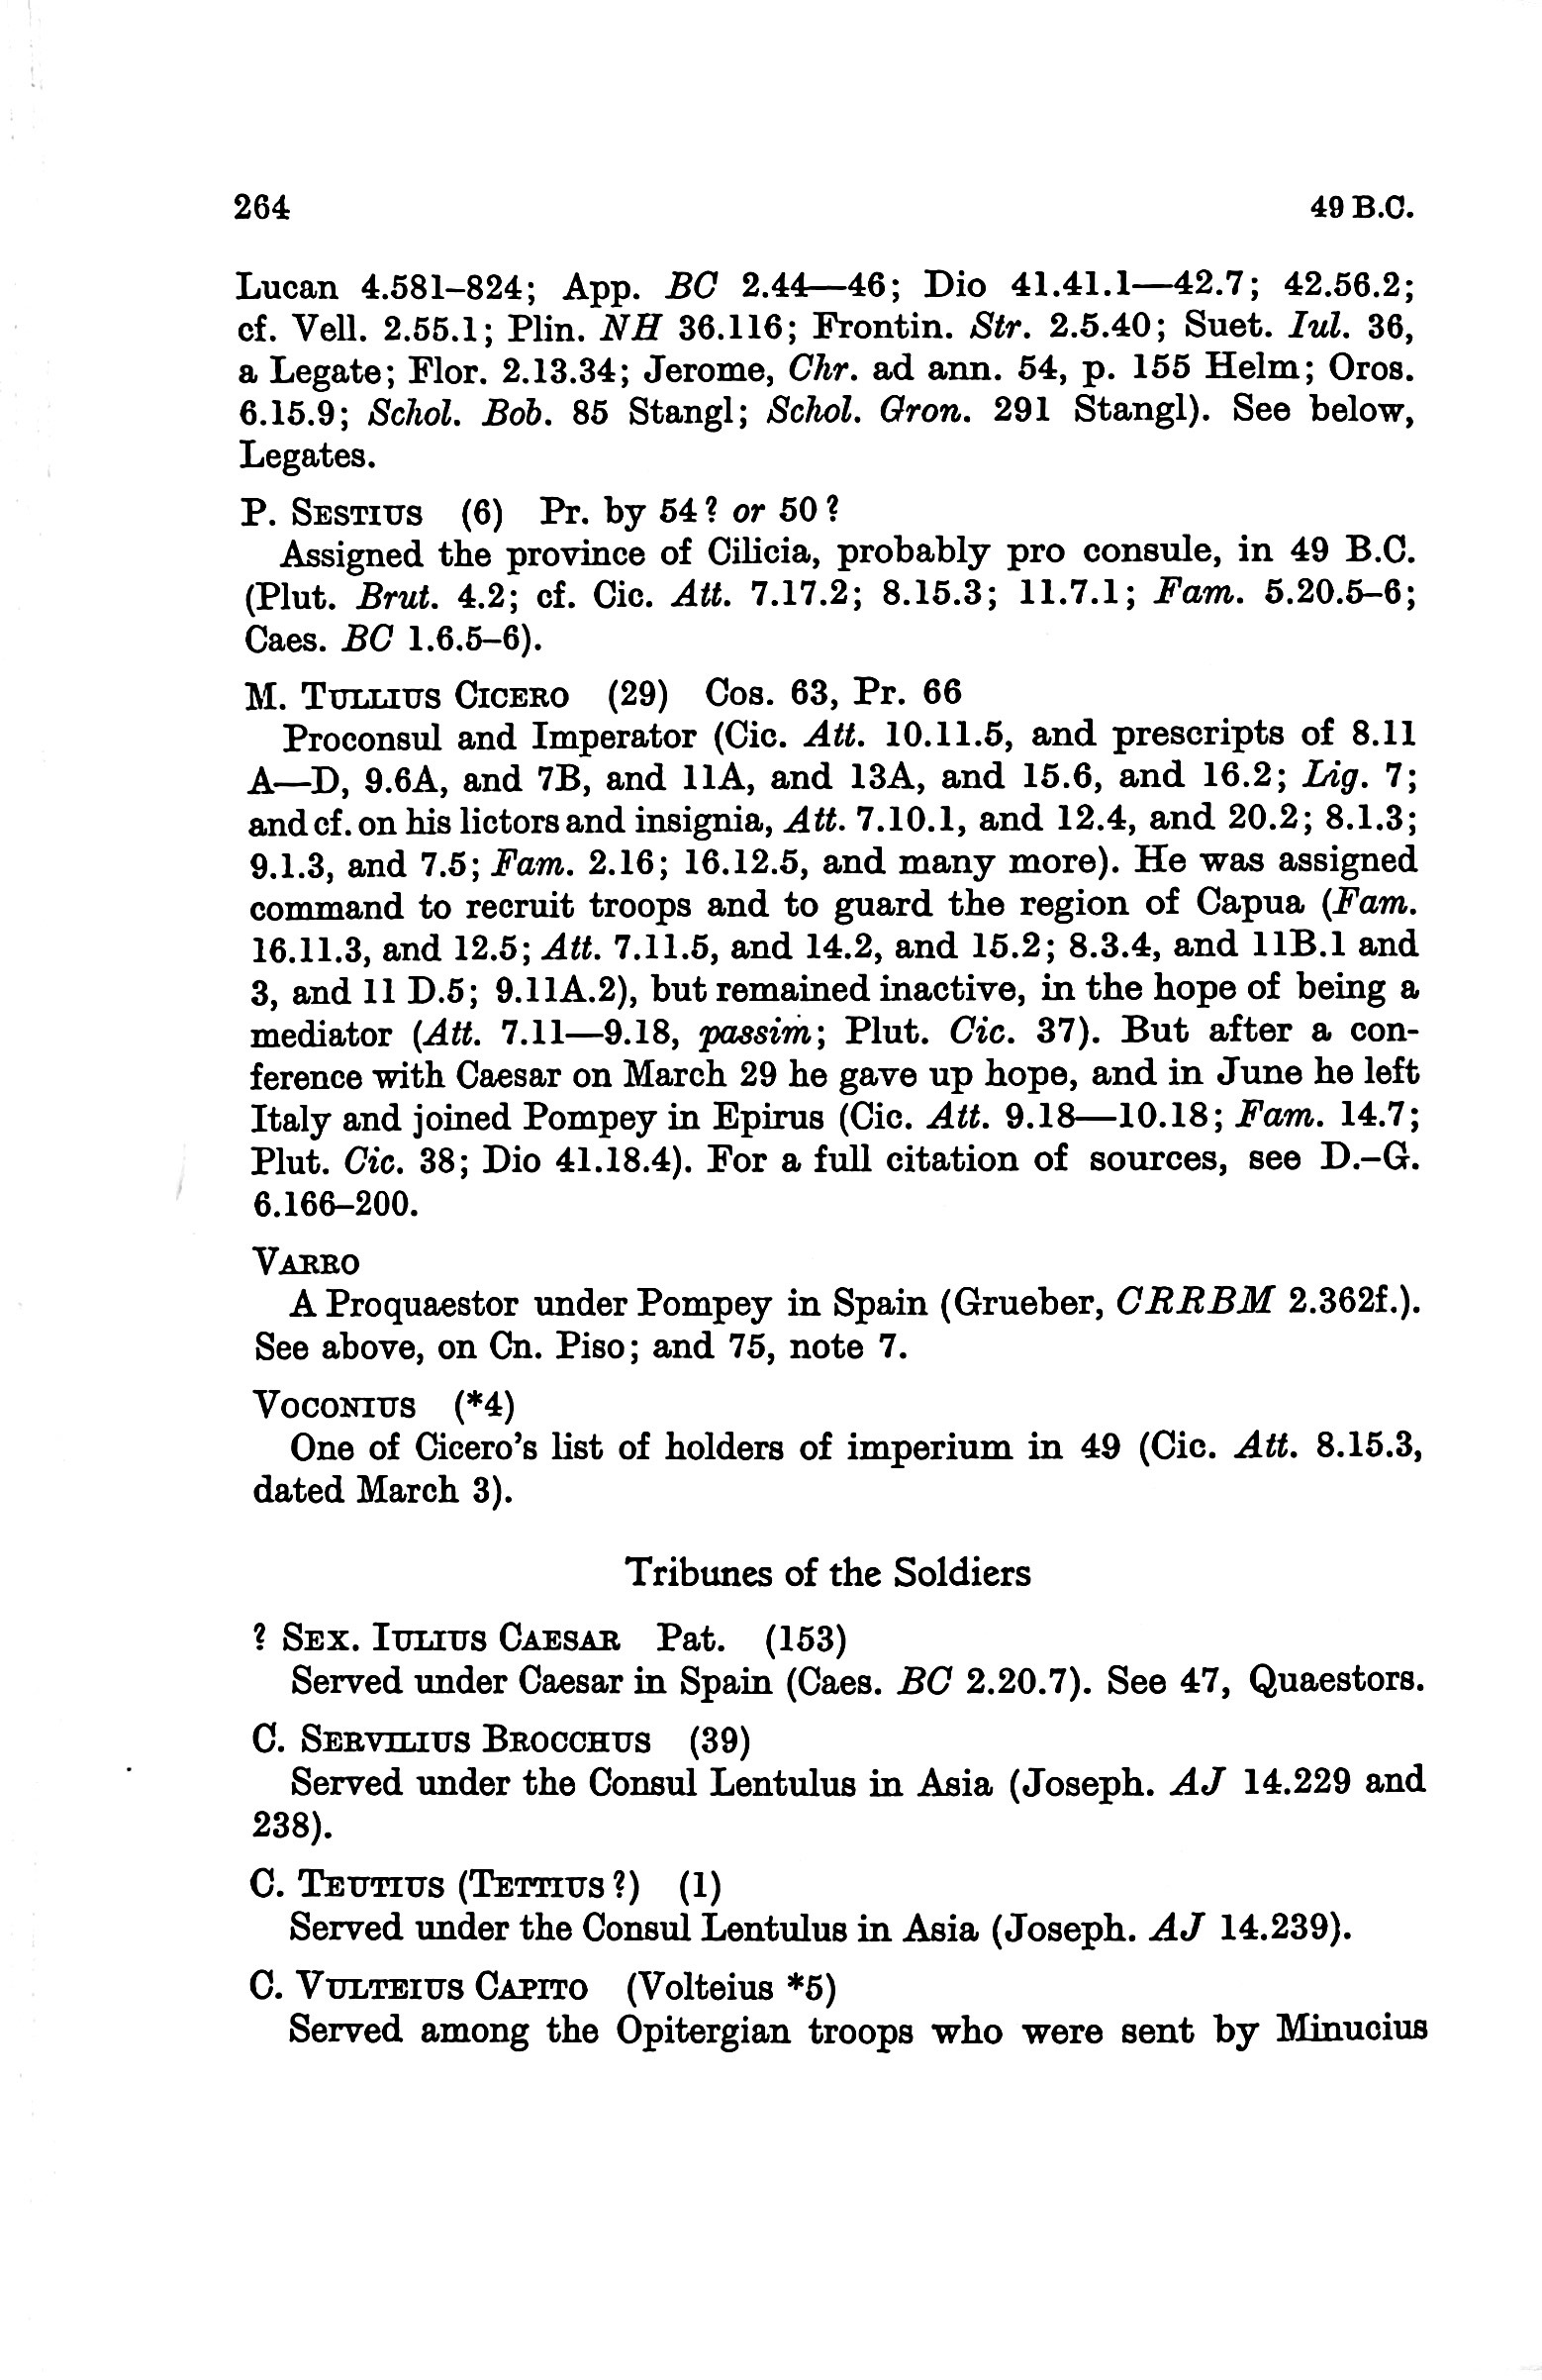 264 49 B.C.
Lucan 4.581–824; App. BC 2.44—46; Dio 41.41.1—42.7; 42.56.2;
cf. Vell. 2.55.1; Plin. NH 36.116; Frontin. Str. 2.5.40; Suet. Iul. 36,
a Legate; Flor. 2.13.34; Jerome, Chr. ad ann. 54, p. 155 Helm; Oros.
6.15.9; Schol. Bob. 85 Stangl; Schol. Gron. 291 Stangl). See below,
Legates.
P. SESTIUS (6) Pr. by 54? or 50?
Assigned the province of Cilicia, probably pro consule, in 49 B.C.
(Plut. Brut. 4.2; cf. Cic. Att. 7.17.2; 8.15.3; 11.7.1; Fam. 5.20.5–6;
Caes. BC 1.6.5–6).
M. TULLIUS CICERO (29) Cos. 63, Pr. 66
Proconsul and Imperator (Cic. Att. 10.11.5, and prescripts of 8.11
A—D, 9.6A, and 7B, and 11A, and 13A, and 15.6, and 16.2; Lig. 7;
and cf. on his lictors and insignia, Att. 7.10.1, and 12.4, and 20.2; 8.1.3;
9.1.3, and 7.5; Fam. 2.16; 16.12.5, and many more). He was assigned
command to recruit troops and to guard the region of Capua (Fam.
16.11.3, and 12.5; Att. 7.11.5, and 14.2, and 15.2; 8.3.4, and 11B.1 and
3, and 11 D.5; 9.11A.2), but remained inactive, in the hope of being a
mediator (Att. 7.11—9.18, passim; Plut. Cic. 37). But after a con-
ference with Caesar on March 29 he gave up hope, and in June he left
Italy and joined Pompey in Epirus (Cic. Att. 9.18—10.18; Fam. 14.7;
Plut. Cic. 38; Dio 41.18.4). For a full citation of sources, see D.–G.
6.166–200.
VARRO
A Proquaestor under Pompey in Spain (Grueber, CRRBM 2.362f.).
See above, on Cn. Piso; and 75, note 7.
VOCONIUS (*4)
One of Cicero's list of holders of imperium in 49 (Cic. Att. 8.15.3,
dated March 3).
Tribunes of the Soldiers
? SEX. IULIUS CAESAR Pat. (153)
Served under Caesar in Spain (Caes. BC 2.20.7). See 47, Quaestors.
C. SERVILIUS BROCCHUS (39)
Served under the Consul Lentulus in Asia (Joseph. AJ 14.229 and
238).
C. TEUTIUS (TETTIUS?) (1)
Served under the Consul Lentulus in Asia (Joseph. AJ 14.239).
C. VULTEIUS CAPITO (Volteius *5)
Served among the Opitergian troops who were sent by Minucius